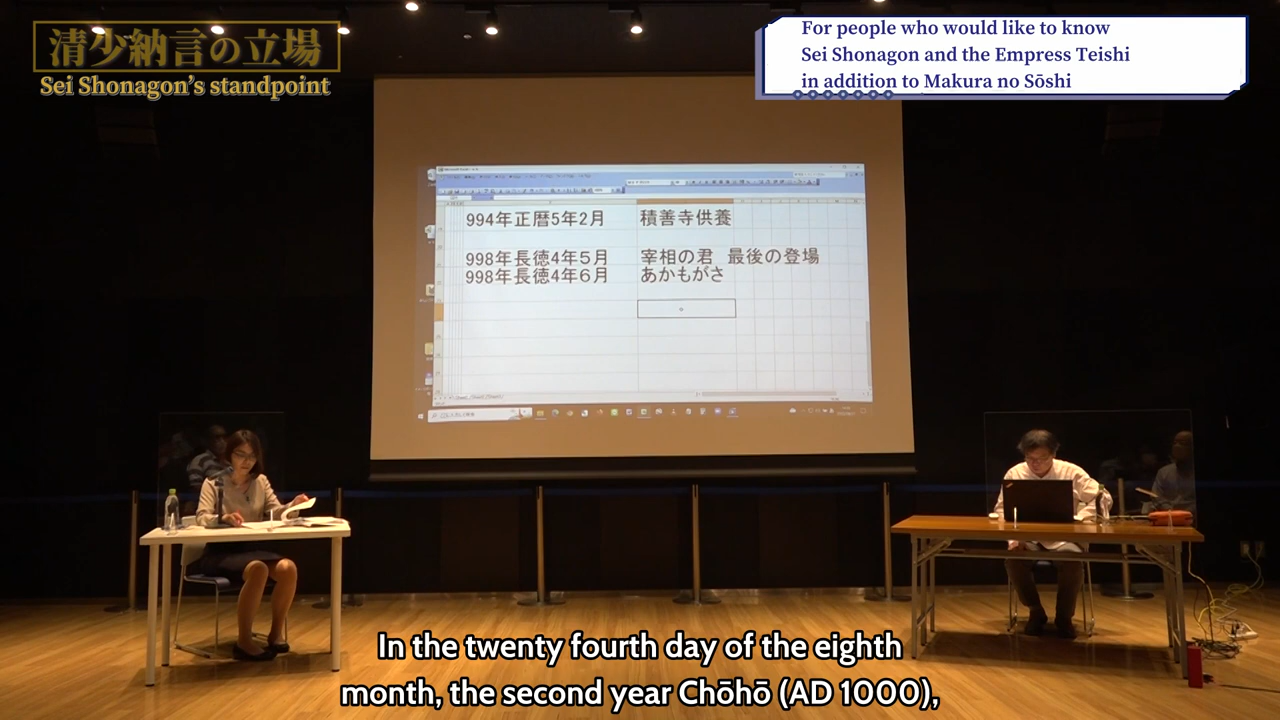 清少納言の立場
Sei Shonagon's standpoint
For people who would like to know
Sei Shonagon and the Empress Teishi
in addition to Makura no Sōshi
994年正暦5年2月 積善寺供養
998年長徳4年5月 宰相の君 最後の登場
998年長徳4年6月 あかもがさ
In the twenty fourth day of the eighth
month, the second year Chōhō (AD 1000),